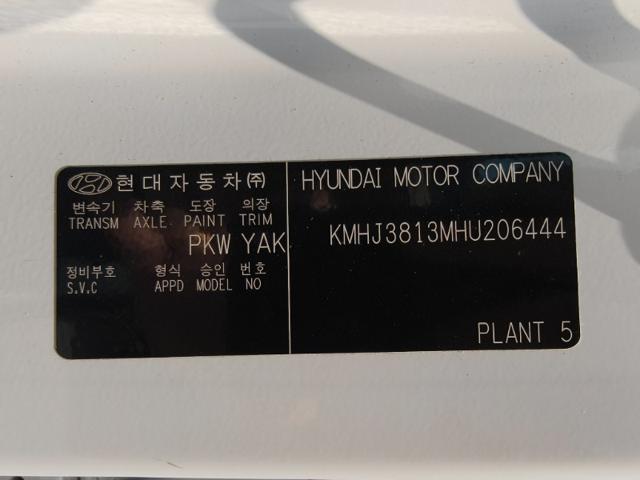 현대자동차(주)
변속기 차축 도장 의장
TRANSM AXLE PAINT TRIM
PKW YAK
정비부호 형식 승인 번호
S.V.C APPD MODEL NO
HYUNDAI MOTOR COMPANY
KMHJ3813MHU206444
PLANT 5